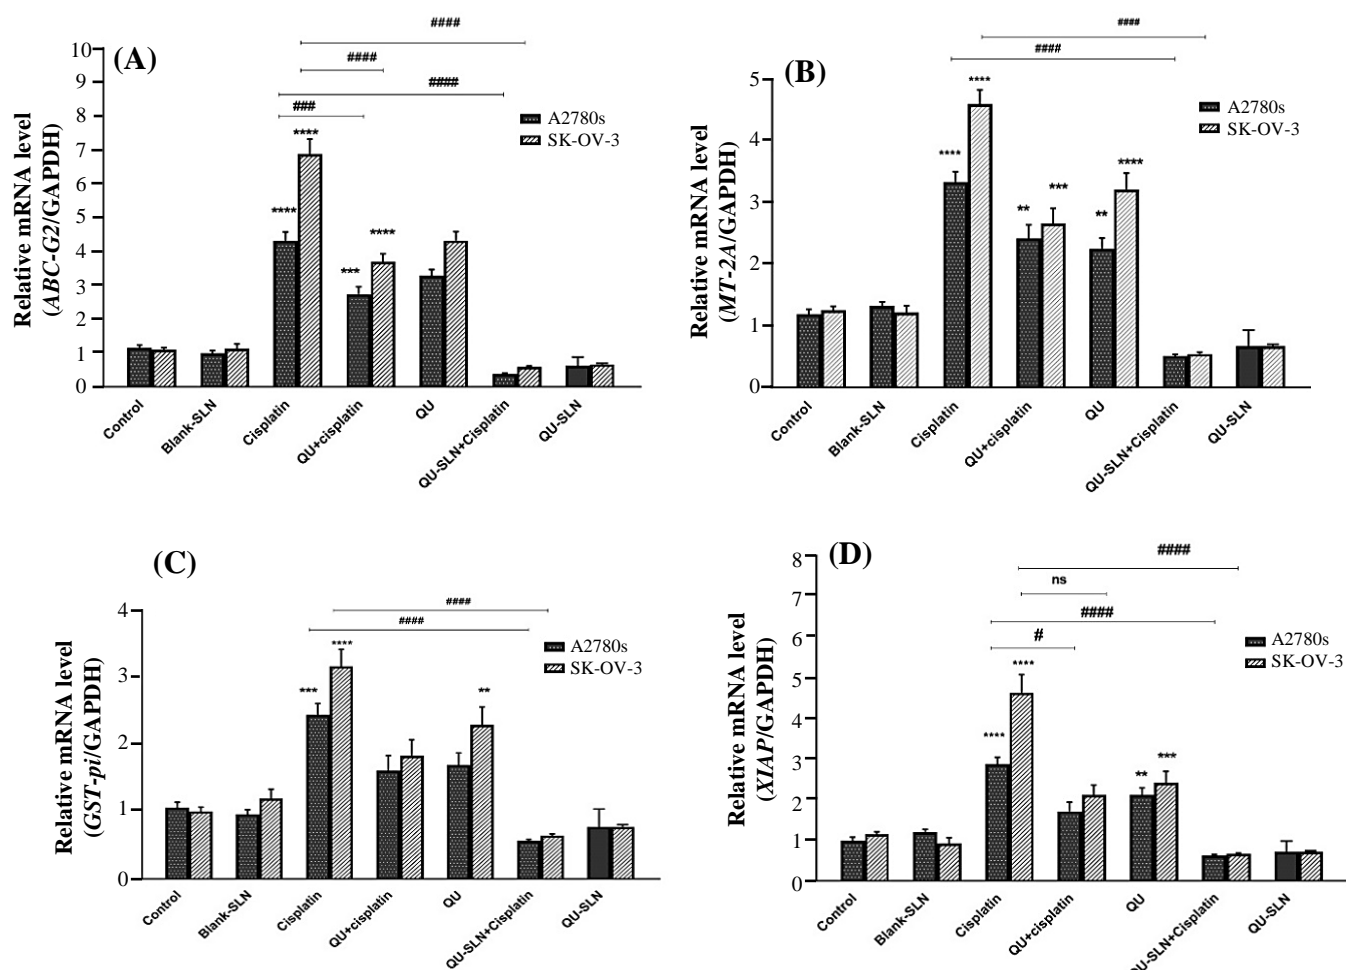 (A)
####
####
####
###
10
9
8
7
6
5
4
3
2
1
0
Relative mRNA level
(ABC-G2/GAPDH)
A2780s
SK-OV-3
****
****
***
****
Control
Blank-SLN
Cisplatin
QU+cisplatin
QU
QU-SLN+Cisplatin
QU-SLN
(B)
####
####
5
4
3
2
1
0
Relative mRNA level
(MT-2A/GAPDH)
A2780s
SK-OV-3
****
****
**
***
**
****
Control
Blank-SLN
Cisplatin
QU+cisplatin
QU
QU-SLN+Cisplatin
QU-SLN
(C)
####
####
4
3
2
1
0
Relative mRNA level
(GST-pi/GAPDH)
A2780s
SK-OV-3
***
****
**
Control
Blank-SLN
Cisplatin
QU+cisplatin
QU
QU-SLN+Cisplatin
QU-SLN
(D)
####
ns
####
#
8
7
6
5
4
3
2
1
0
Relative mRNA level
(XIAP/GAPDH)
A2780s
SK-OV-3
****
****
**
***
Control
Blank-SLN
Cisplatin
QU+cisplatin
QU
QU-SLN+Cisplatin
QU-SLN